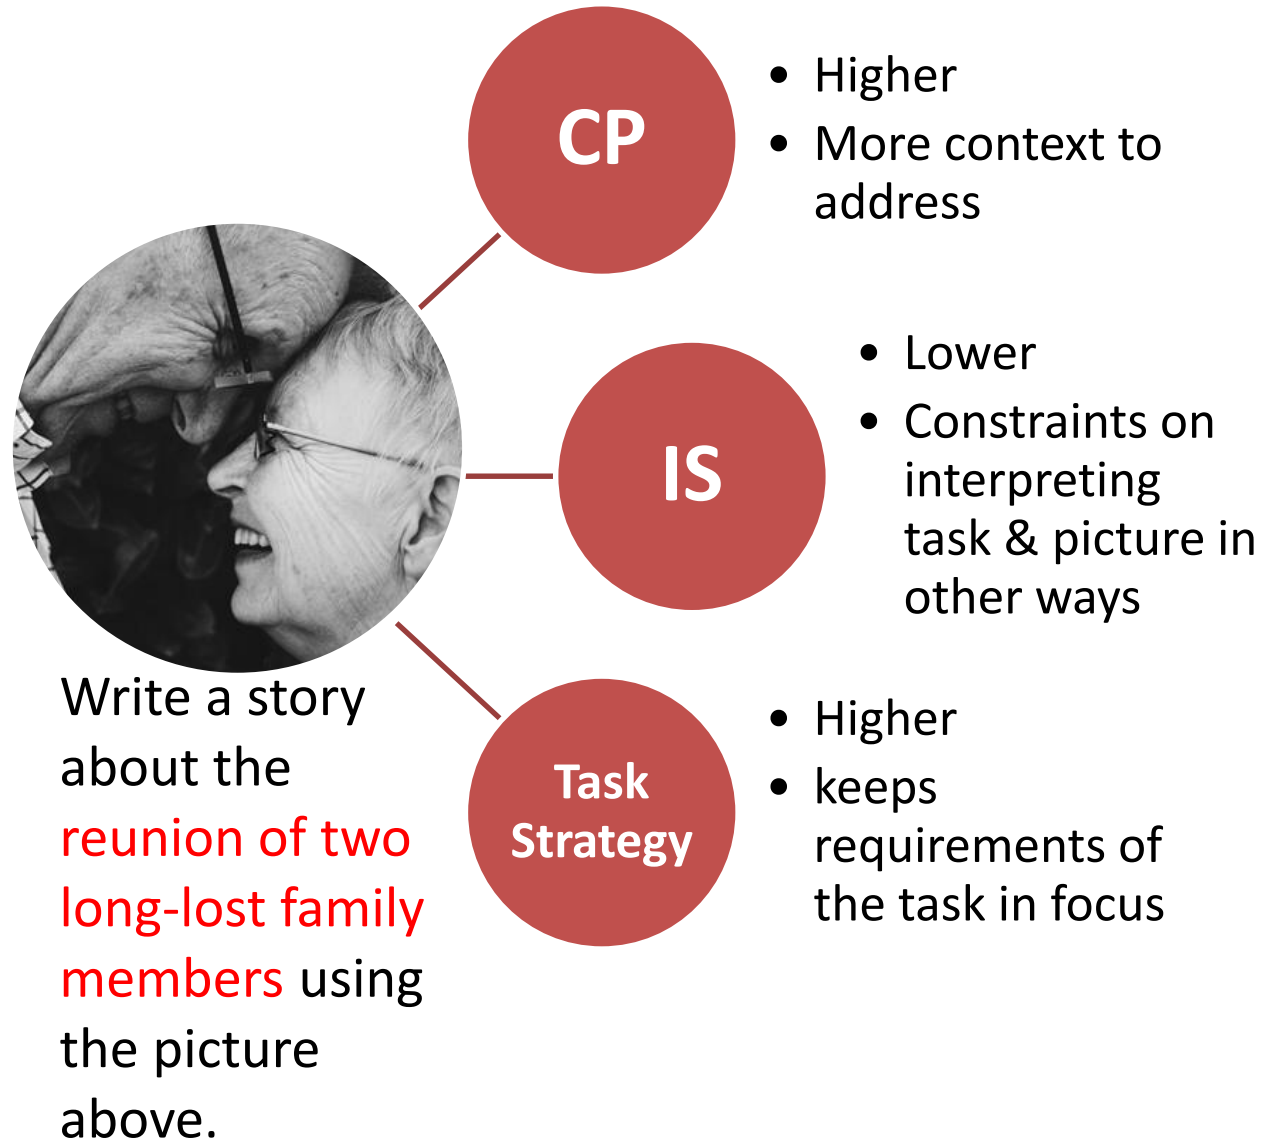 CP
• Higher
• More context to
address
IS
• Lower
• Constraints on
interpreting
task & picture in
other ways
Task
Strategy
• Higher
• keeps
requirements of
the task in focus
Write a story
about the
reunion of two
long-lost family
members using
the picture
above.